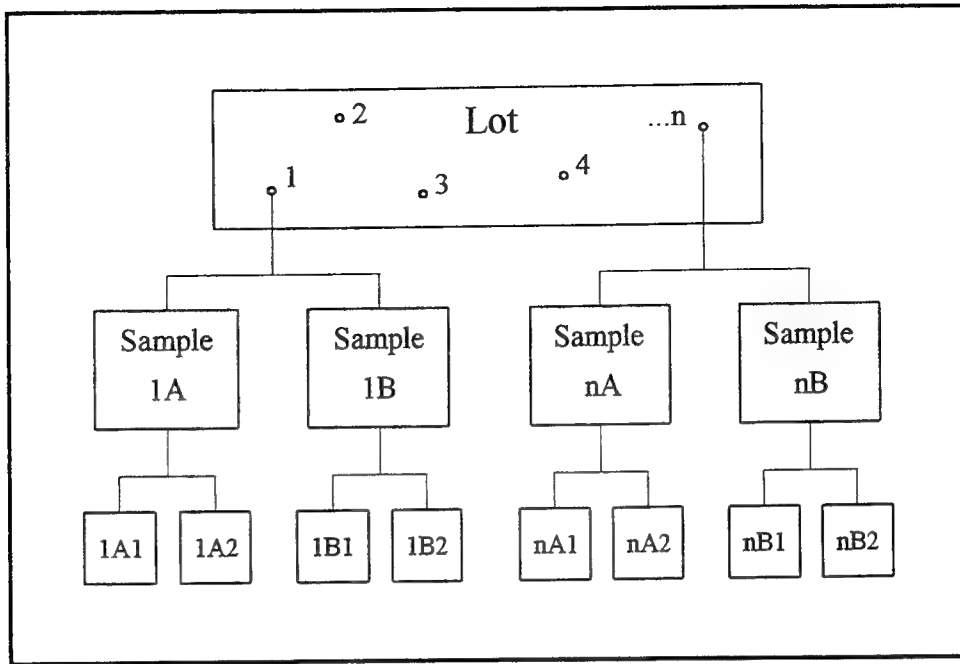 2
Lot
...n
1
3
4
Sample
1A
Sample
1B
Sample
nA
Sample
nB
1A1
1A2
1B1
1B2
nA1
nA2
nB1
nB2